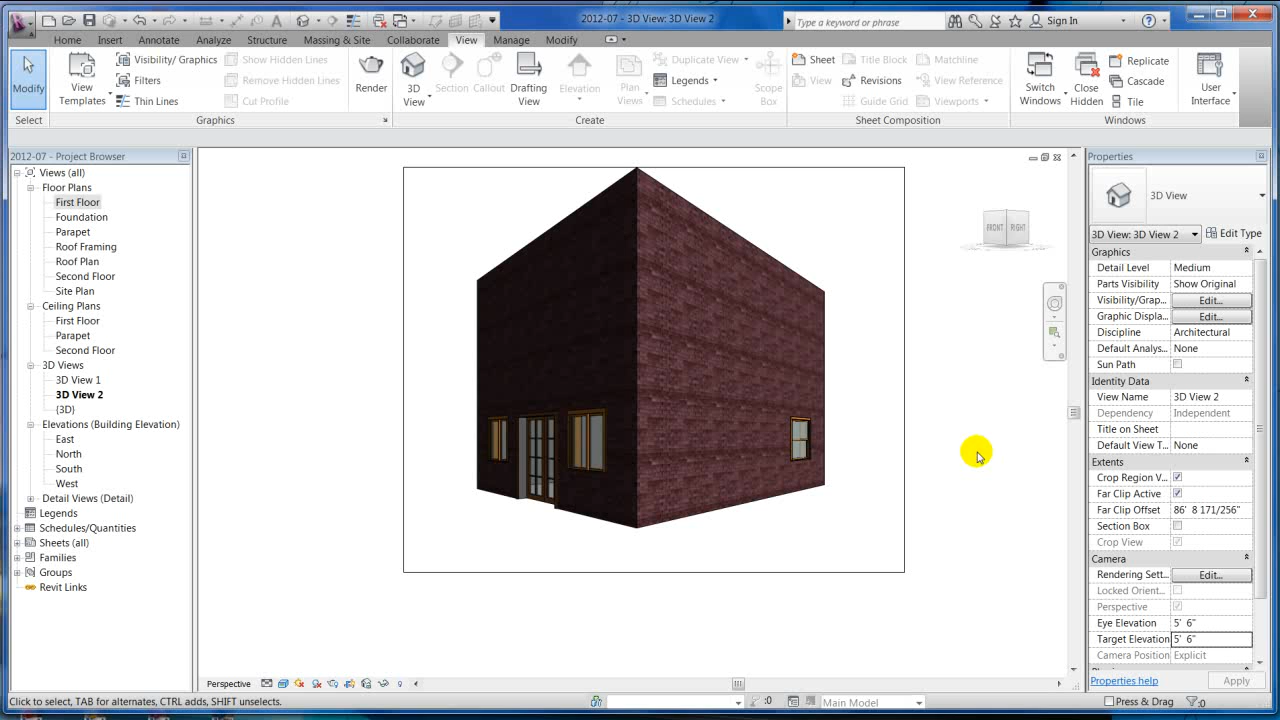 2012-07 - 3D View: 3D View 2
Type a keyword or phrase
Sign In
Home Insert Annotate Analyze Structure Massing & Site Collaborate View Manage Modify
Modify
View Templates
Visibility/ Graphics
Filters
Thin Lines
Show Hidden Lines
Remove Hidden Lines
Cut Profile
Render
3D View
Section
Callout
Drafting View
Elevation
Plan Views
Duplicate View
Legends
Schedules
Scope Box
Sheet
View
Title Block
Revisions
Guide Grid
Matchline
View Reference
Viewports
Switch Windows
Close Hidden
Replicate
Cascade
Tile
User Interface
Select Graphics Create Sheet Composition Windows
2012-07 - Project Browser
Views (all)
Floor Plans
First Floor
Foundation
Parapet
Roof Framing
Roof Plan
Second Floor
Site Plan
Ceiling Plans
First Floor
Parapet
Second Floor
3D Views
3D View 1
3D View 2
{3D}
Elevations (Building Elevation)
East
North
South
West
Detail Views (Detail)
Legends
Schedules/Quantities
Sheets (all)
Families
Groups
Revit Links
FRONT RIGHT
Properties
3D View
3D View: 3D View 2 Edit Type
Graphics
Detail Level Medium
Parts Visibility Show Original
Visibility/Grap... Edit...
Graphic Displa... Edit...
Discipline Architectural
Default Analys... None
Sun Path
Identity Data
View Name 3D View 2
Dependency Independent
Title on Sheet
Default View T... None
Extents
Crop Region V...
Far Clip Active
Far Clip Offset 86' 8 171/256"
Section Box
Crop View
Camera
Rendering Sett... Edit...
Locked Orient...
Perspective
Eye Elevation 5' 6"
Target Elevation 5' 6"
Camera Position Explicit
Properties help Apply
Perspective
Click to select, TAB for alternates, CTRL adds, SHIFT unselects.
:0
Main Model
Press & Drag
:0